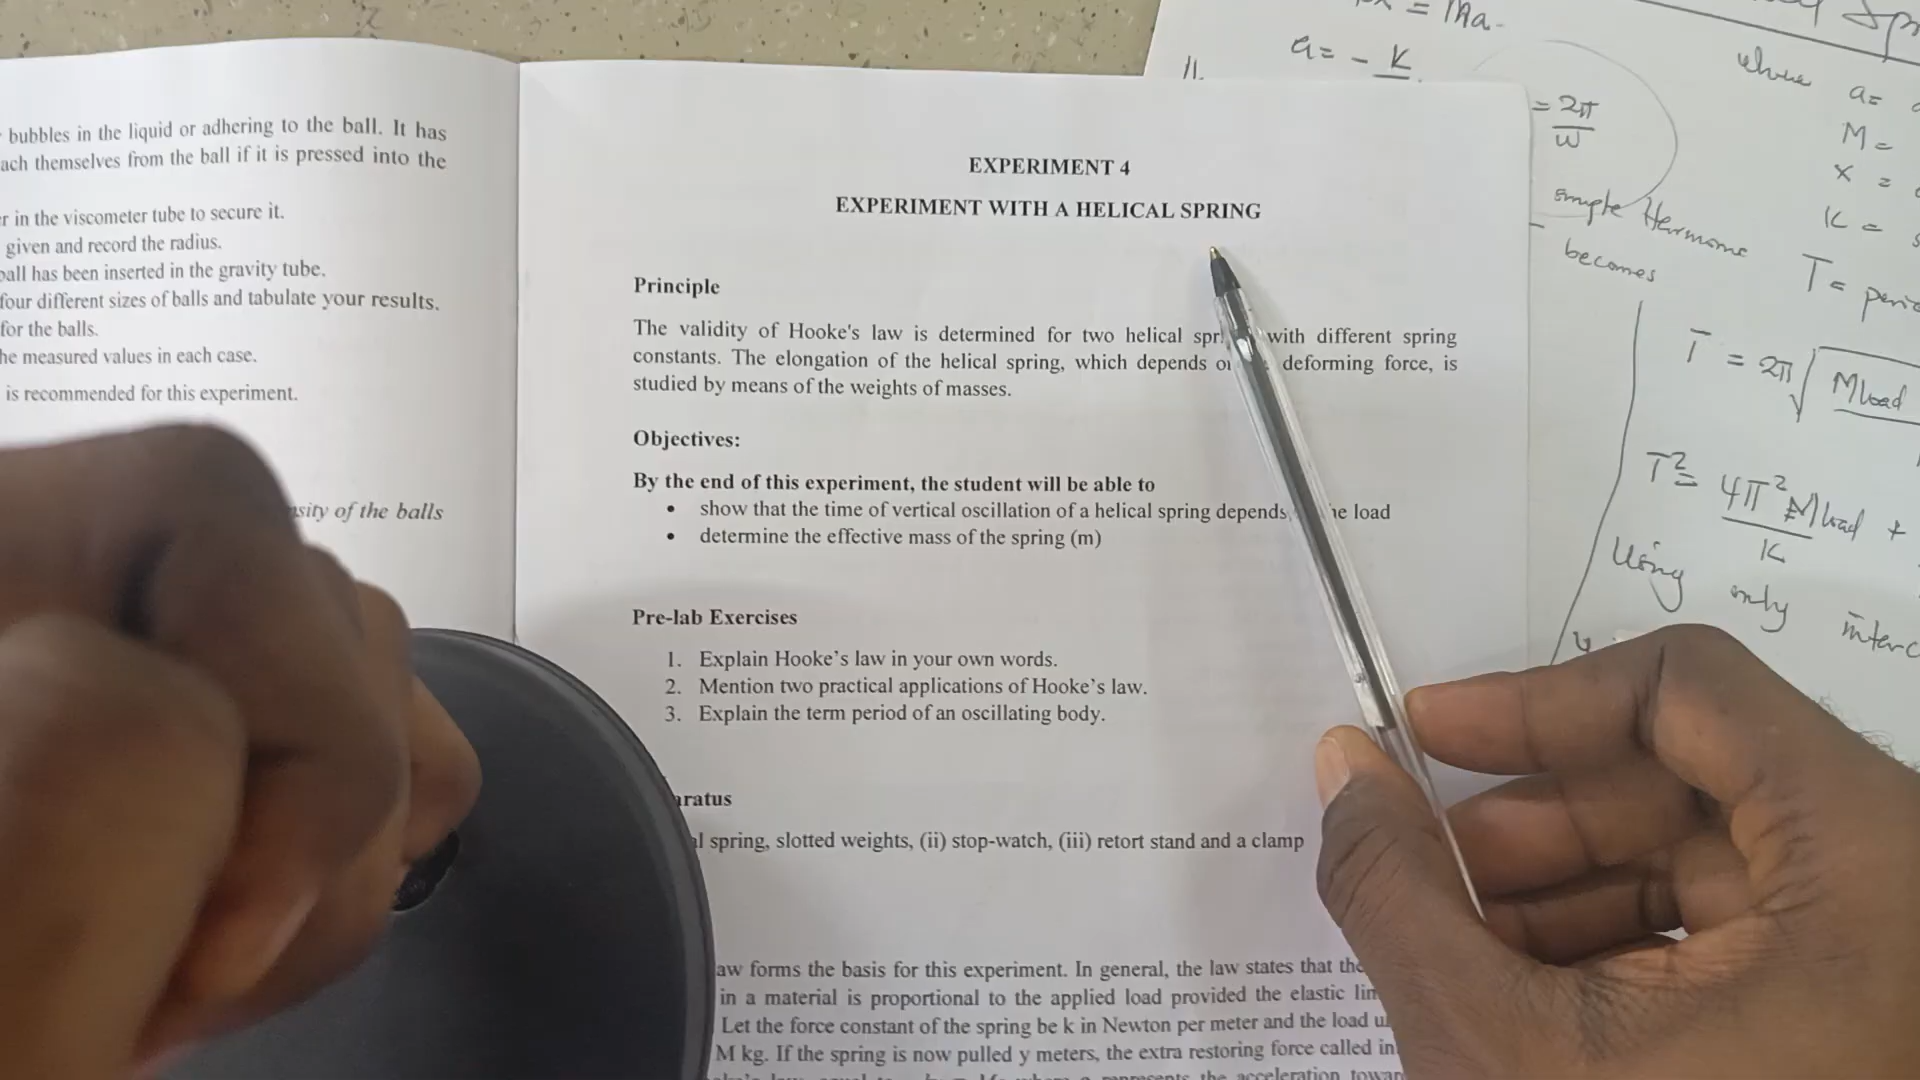 bubbles in the liquid or adhering to the ball. It has
ach themselves from the ball if it is pressed into the
er in the viscometer tube to secure it.
given and record the radius.
ball has been inserted in the gravity tube.
four different sizes of balls and tabulate your results.
for the balls.
he measured values in each case.
is recommended for this experiment.
nsity of the balls
EXPERIMENT 4
EXPERIMENT WITH A HELICAL SPRING
Principle
The validity of Hooke's law is determined for two helical spri with different spring
constants. The elongation of the helical spring, which depends o deforming force, is
studied by means of the weights of masses.
Objectives:
By the end of this experiment, the student will be able to
• show that the time of vertical oscillation of a helical spring depends he load
• determine the effective mass of the spring (m)
Pre-lab Exercises
1. Explain Hooke's law in your own words.
2. Mention two practical applications of Hooke's law.
3. Explain the term period of an oscillating body.
aratus
al spring, slotted weights, (ii) stop-watch, (iii) retort stand and a clamp
aw forms the basis for this experiment. In general, the law states that the
in a material is proportional to the applied load provided the elastic lim
Let the force constant of the spring be k in Newton per meter and the load u
M kg. If the spring is now pulled y meters, the extra restoring force called in
represents the acceleration towar
= Ma
a = - K
11.
= 2π
ω
simple Harmonic
becomes
where a =
M =
x =
K =
T = perio
T = 2π√ Mload
T² = 4π² Mload +
K
Using only interc